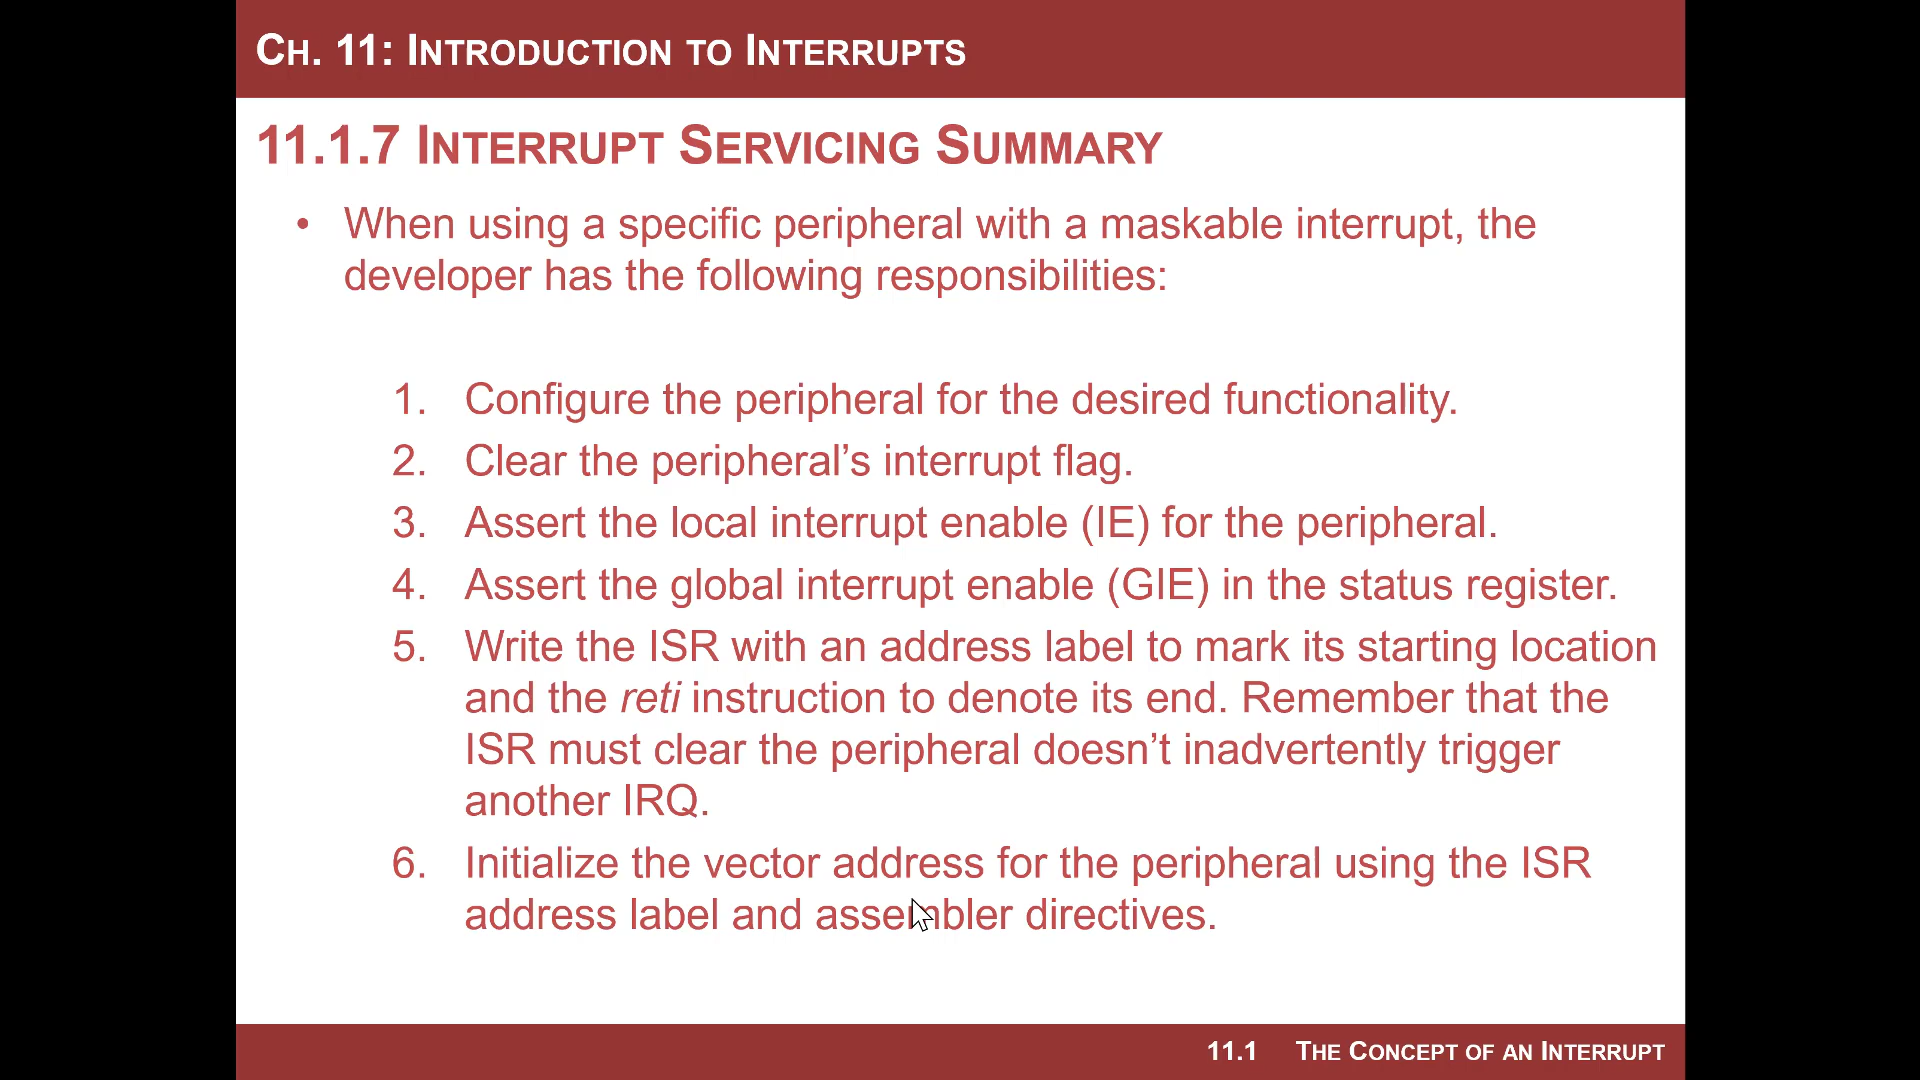 CH. 11: INTRODUCTION TO INTERRUPTS
11.1.7 INTERRUPT SERVICING SUMMARY
• When using a specific peripheral with a maskable interrupt, the
developer has the following responsibilities:
1. Configure the peripheral for the desired functionality.
2. Clear the peripheral’s interrupt flag.
3. Assert the local interrupt enable (IE) for the peripheral.
4. Assert the global interrupt enable (GIE) in the status register.
5. Write the ISR with an address label to mark its starting location
and the reti instruction to denote its end. Remember that the
ISR must clear the peripheral doesn’t inadvertently trigger
another IRQ.
6. Initialize the vector address for the peripheral using the ISR
address label and assembler directives.
11.1 THE CONCEPT OF AN INTERRUPT